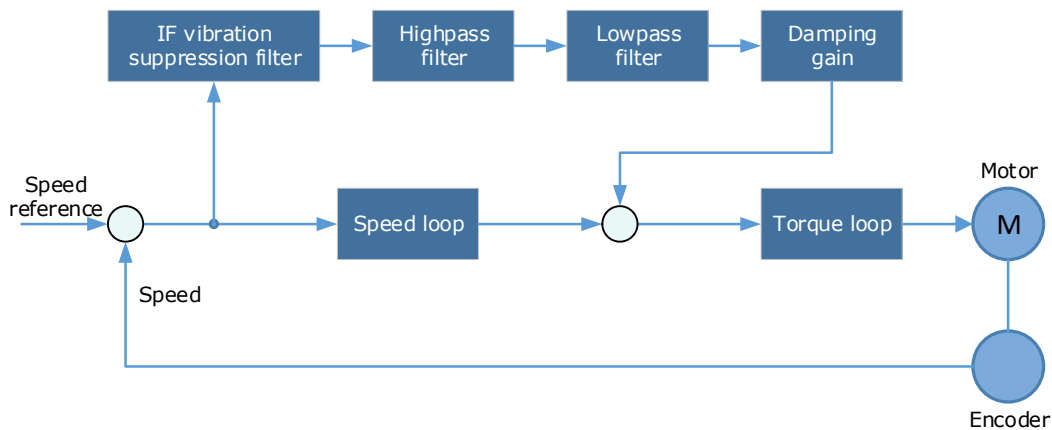 IF vibration
suppression filter
Highpass
filter
Lowpass
filter
Damping
gain
Speed
reference
Speed loop
Torque loop
Motor
M
Speed
Encoder